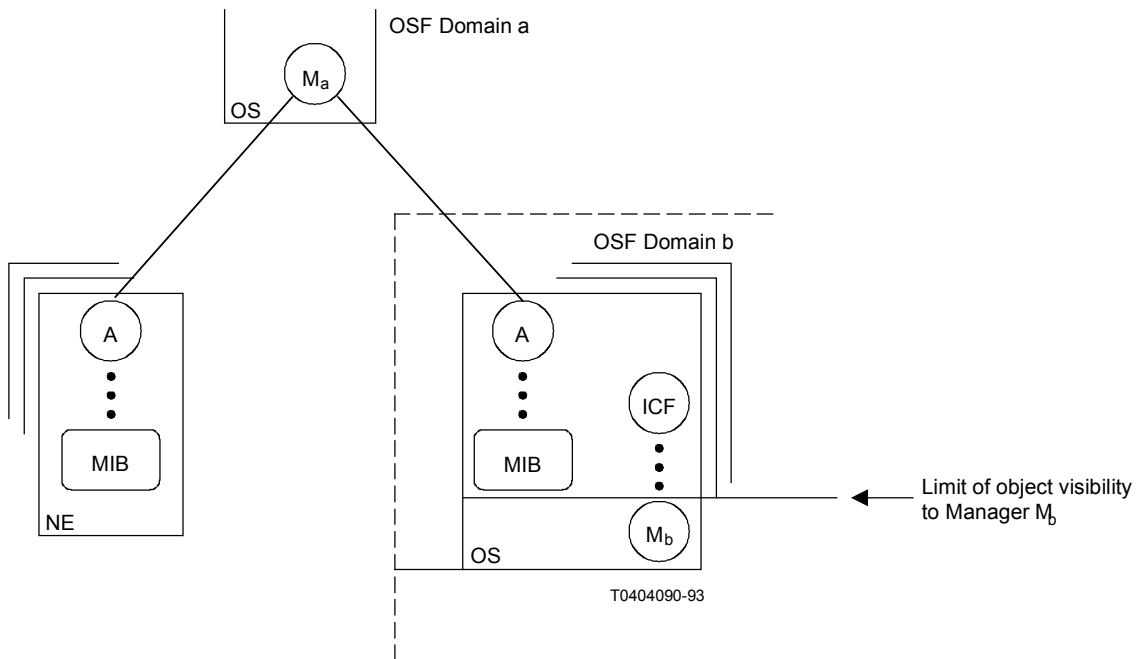 OSF Domain a
Ma
OS
OSF Domain b
A
A
ICF
MIB
MIB
Limit of object visibility
to Manager Mb
NE
Mb
OS
T0404090-93